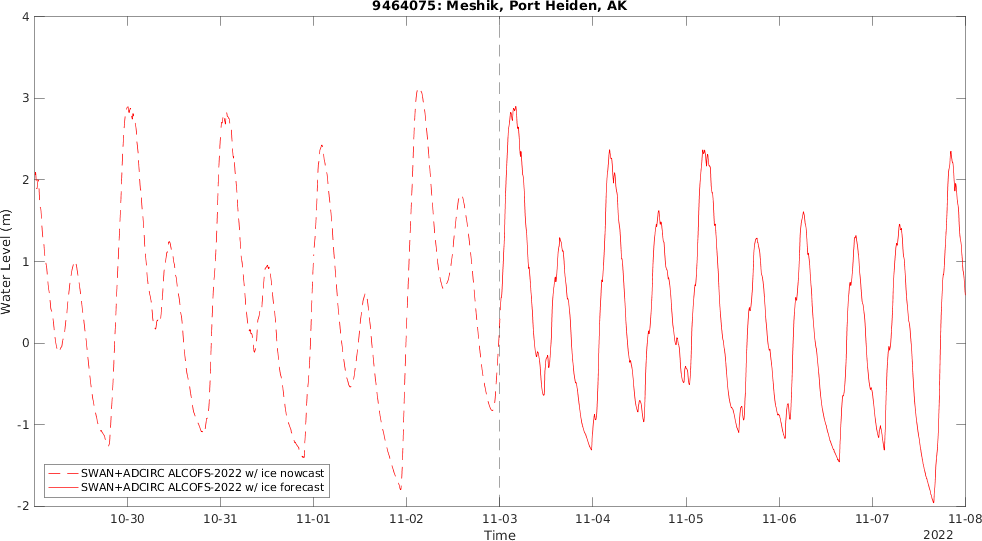 9464075: Meshik, Port Heiden, AK
4
3
2
1
0
-1
-2
Water Level (m)
SWAN+ADCIRC ALCOFS-2022 w/ ice nowcast
SWAN+ADCIRC ALCOFS-2022 w/ ice forecast
10-30 10-31 11-01 11-02 11-03 11-04 11-05 11-06 11-07 11-08
Time
2022